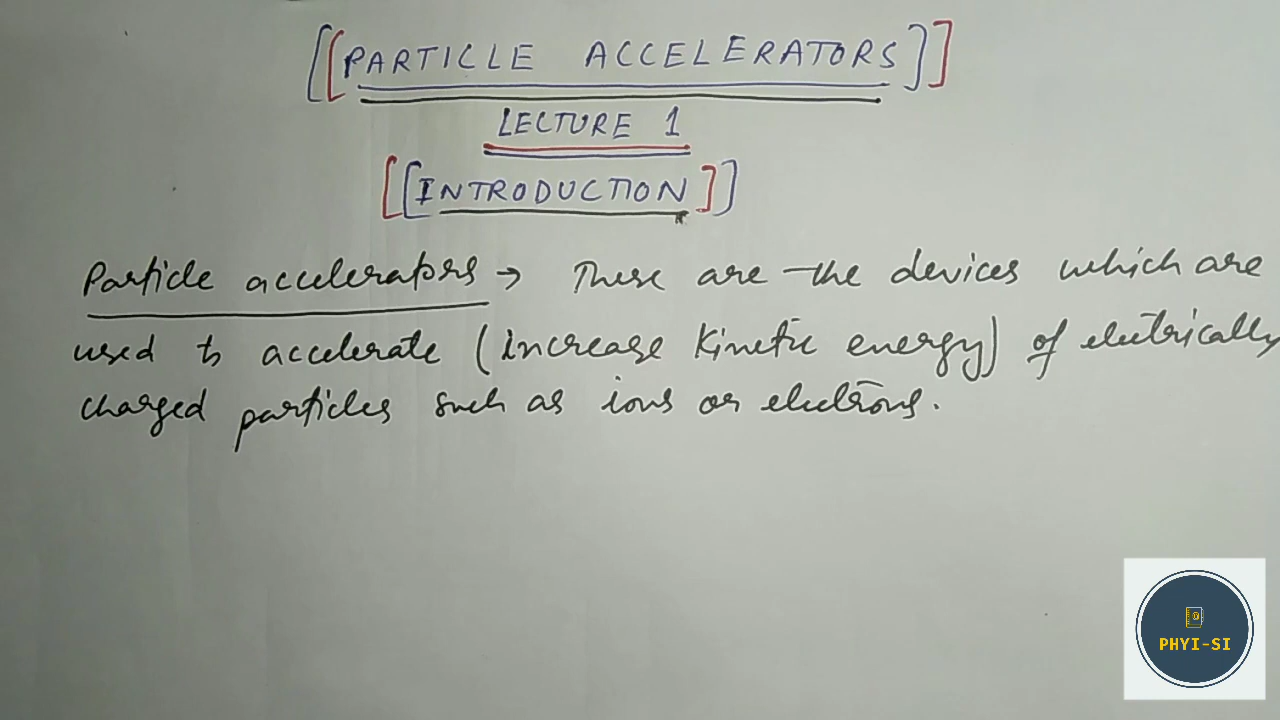 [[PARTICLE ACCELERATORS]]
LECTURE 1
[[INTRODUCTION]]
Particle accelerators → These are the devices which are
used to accelerate (increase Kinetic energy) of electrically
charged particles such as ions or electrons.
PHYI-SI